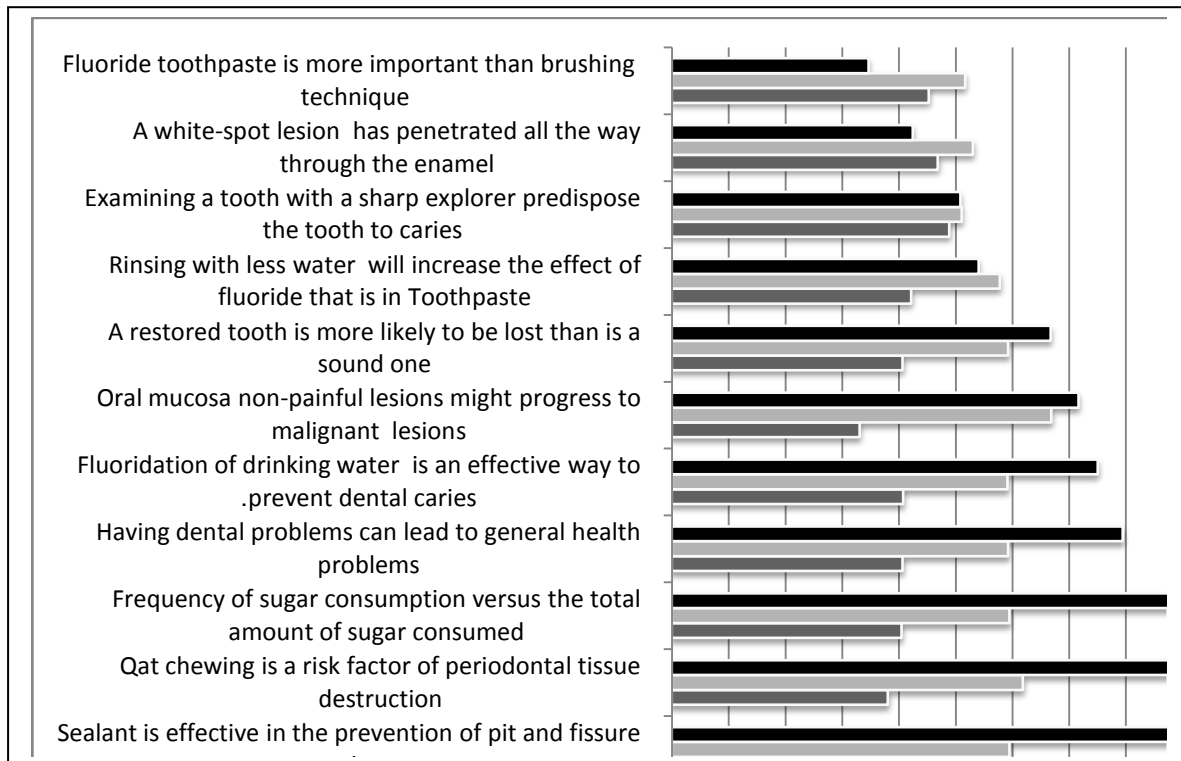 Fluoride toothpaste is more important than brushing
technique
A white-spot lesion has penetrated all the way
through the enamel
Examining a tooth with a sharp explorer predispose
the tooth to caries
Rinsing with less water will increase the effect of
fluoride that is in Toothpaste
A restored tooth is more likely to be lost than is a
sound one
Oral mucosa non-painful lesions might progress to
malignant lesions
Fluoridation of drinking water is an effective way to
.prevent dental caries
Having dental problems can lead to general health
problems
Frequency of sugar consumption versus the total
amount of sugar consumed
Qat chewing is a risk factor of periodontal tissue
destruction
Sealant is effective in the prevention of pit and fissure